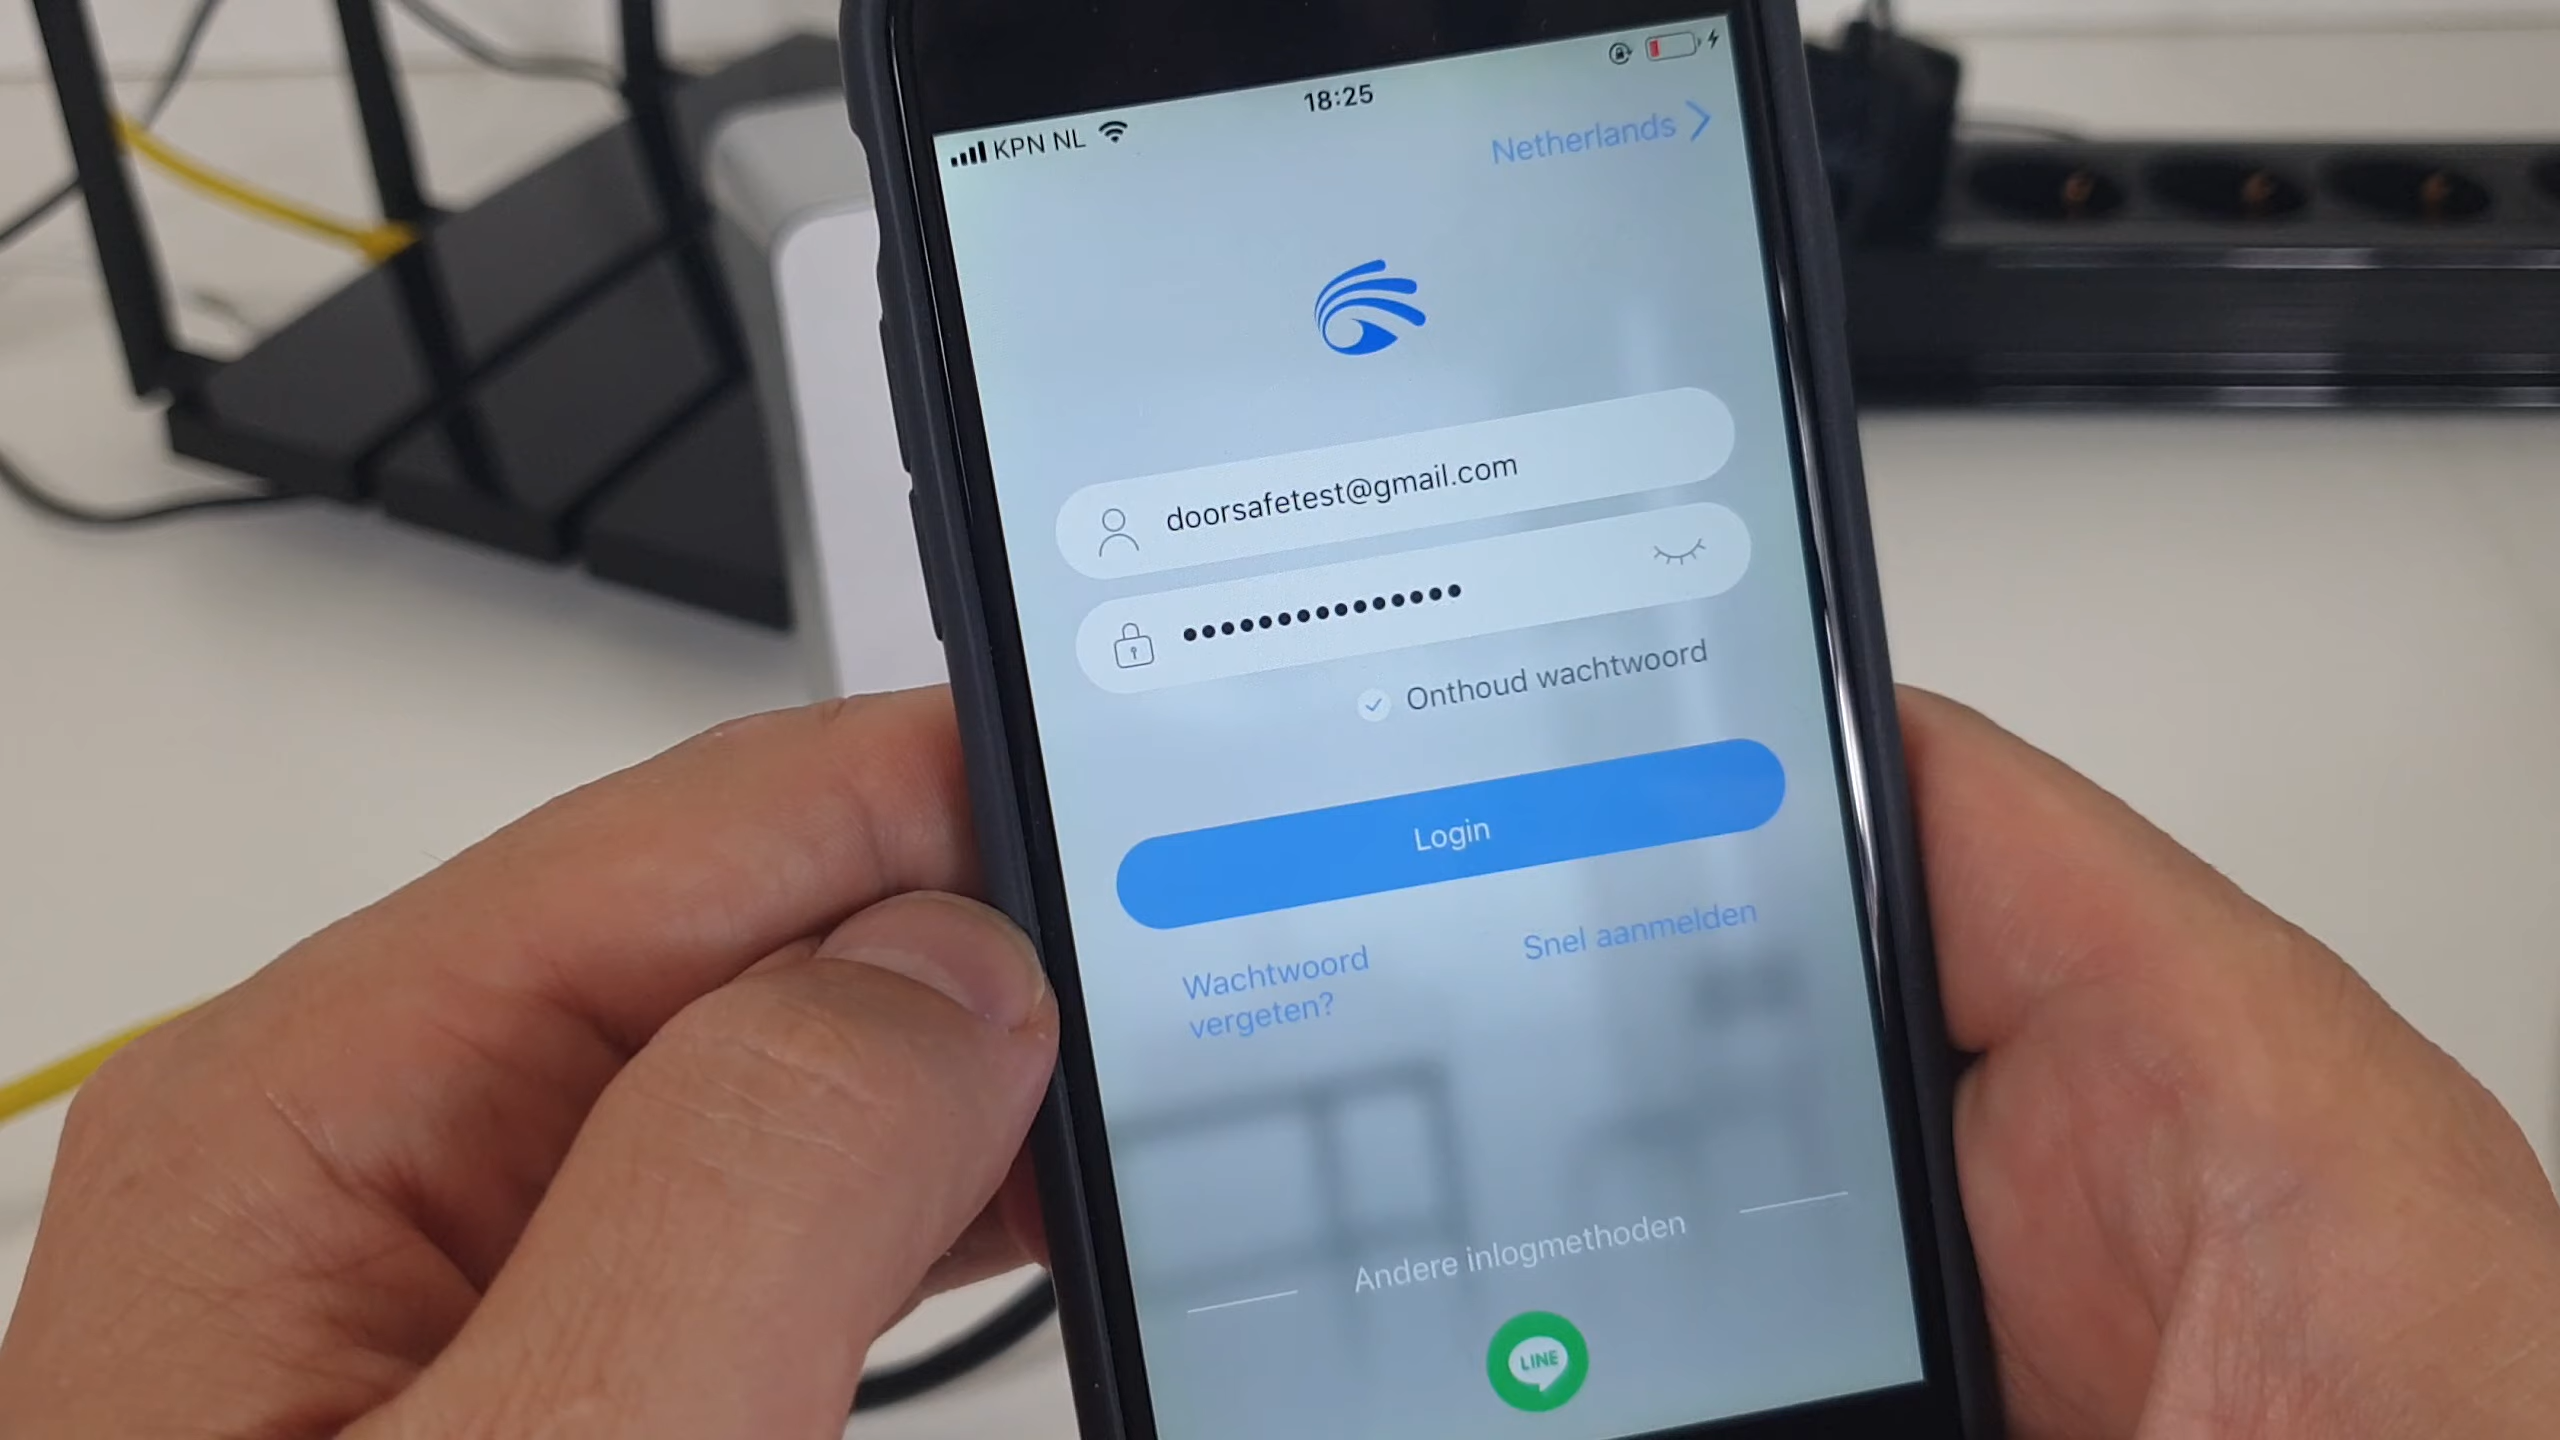 KPN NL
18:25
Netherlands
doorsafetest@gmail.com
Onthoud wachtwoord
Login
Wachtwoord
vergeten?
Snel aanmelden
Andere inlogmethoden
LINE